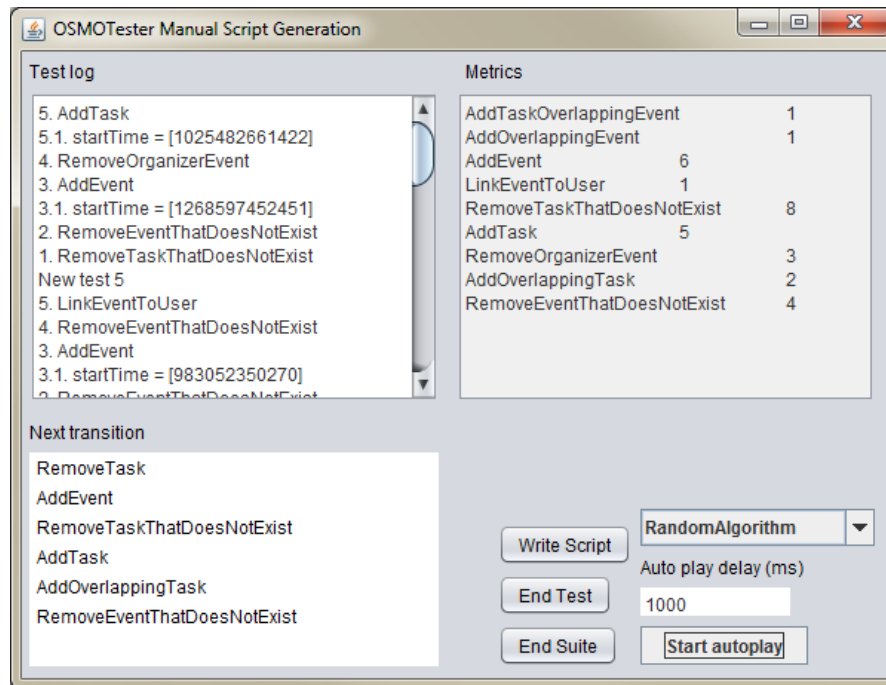 OSMOTester Manual Script Generation
Test log
5. AddTask
5.1. startTime = [1025482661422]
4. RemoveOrganizerEvent
3. AddEvent
3.1. startTime = [1268597452451]
2. RemoveEventThatDoesNotExist
1. RemoveTaskThatDoesNotExist
New test 5
5. LinkEventToUser
4. RemoveEventThatDoesNotExist
3. AddEvent
3.1. startTime = [983052350270]
2. RemoveEventThatDoesNotExist
Metrics
AddTaskOverlappingEvent 1
AddOverlappingEvent 1
AddEvent 6
LinkEventToUser 1
RemoveTaskThatDoesNotExist 8
AddTask 5
RemoveOrganizerEvent 3
AddOverlappingTask 2
RemoveEventThatDoesNotExist 4
Next transition
RemoveTask
AddEvent
RemoveTaskThatDoesNotExist
AddTask
AddOverlappingTask
RemoveEventThatDoesNotExist
Write Script
End Test
End Suite
RandomAlgorithm
Auto play delay (ms)
1000
Start autoplay